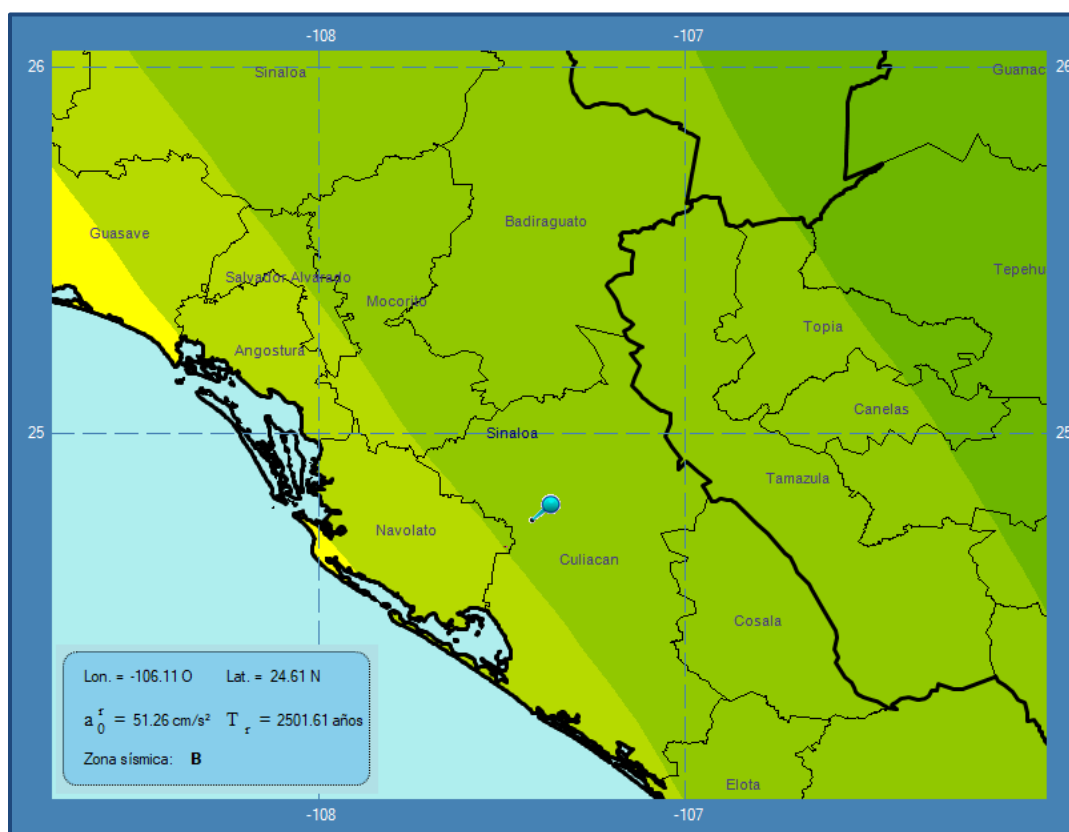 -108 -107
26 Sinaloa Guanac 26
Badiraguato
Guasave
Tepehu
Salvador Alvarado
Mocorito
Topia
Angostura
Canelas
25 Sinaloa 25
Tamazula
Navolato
Culiacan
Cosala
Lon. = -106.11 O Lat. = 24.61 N
a r 0 = 51.26 cm/s² T r = 2501.61 años
Zona sísmica: B
Elota
-108 -107